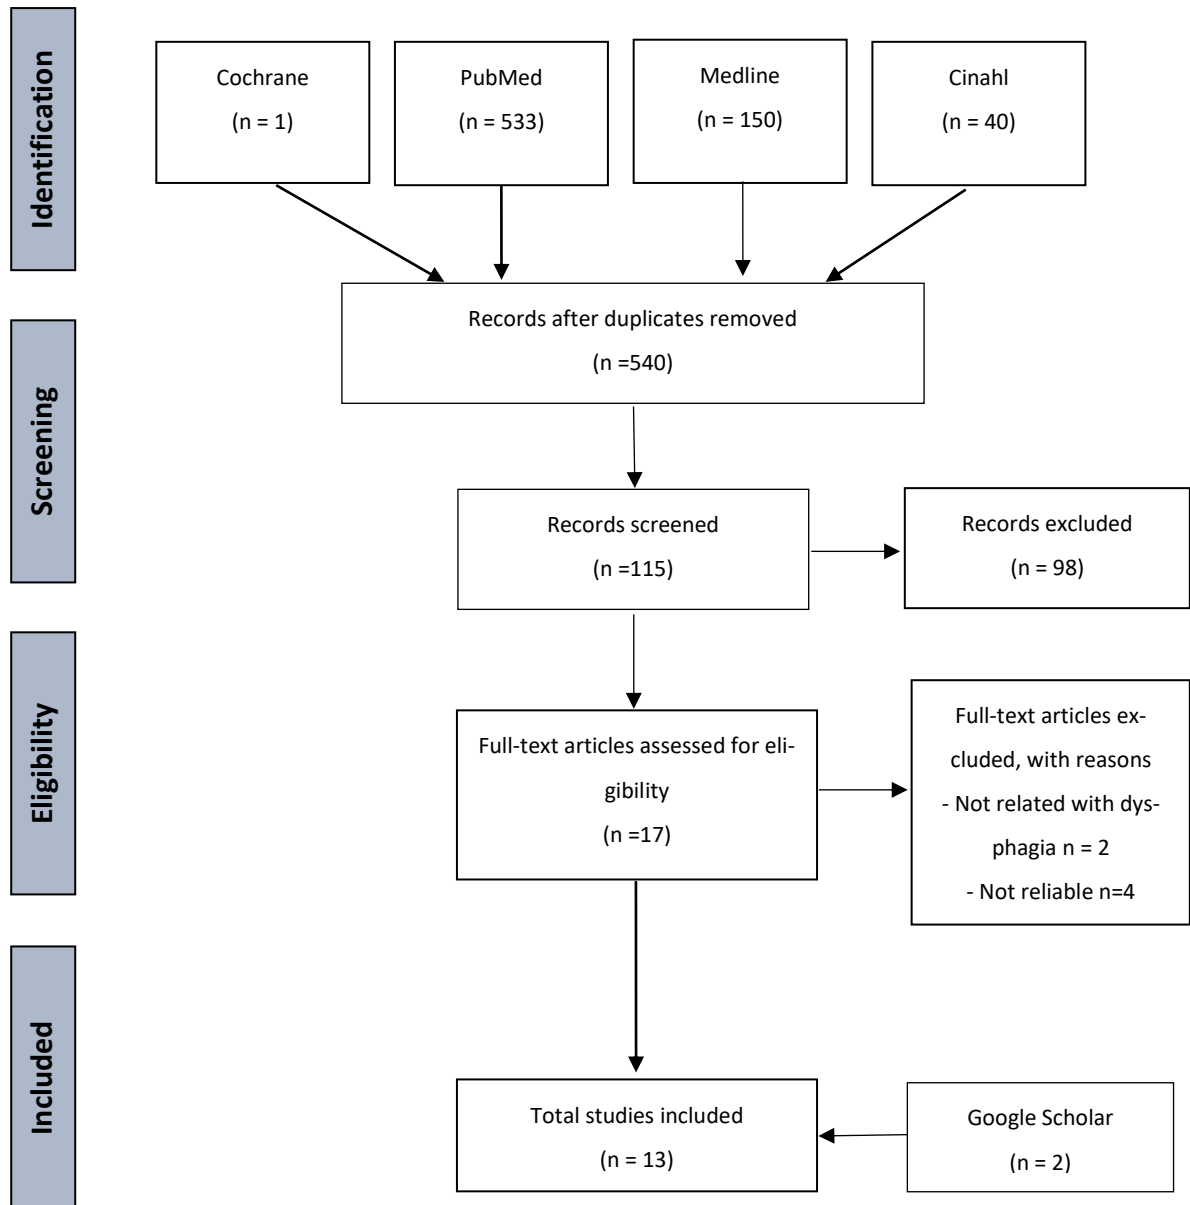 Identification
Cochrane
(n = 1)
PubMed
(n = 533)
Medline
(n = 150)
Cinahl
(n = 40)
Records after duplicates removed
(n =540)
Screening
Records screened
(n =115)
Records excluded
(n = 98)
Eligibility
Full-text articles assessed for eli-
gibility
(n =17)
Full-text articles ex-
cluded, with reasons
- Not related with dys-
phagia n = 2
- Not reliable n=4
Included
Total studies included
(n = 13)
Google Scholar
(n = 2)